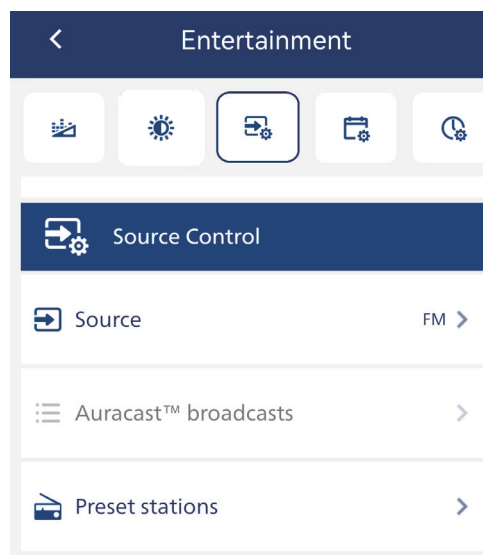 Entertainment
Source Control
Source
FM
Auracast™ broadcasts
Preset stations